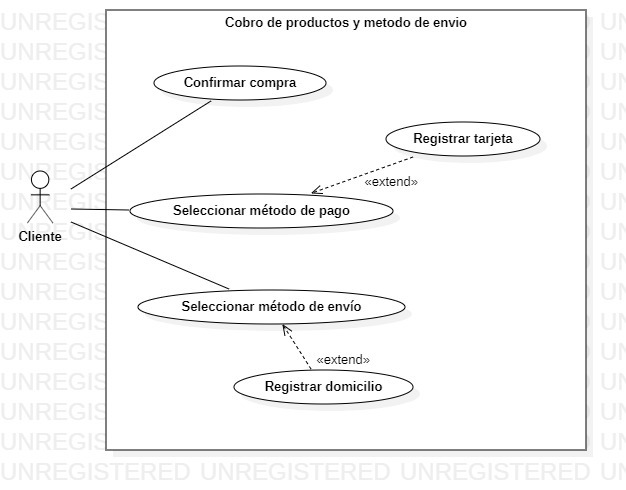 Cobro de productos y metodo de envio
Confirmar compra
Registrar tarjeta
«extend»
Seleccionar método de pago
Cliente
Seleccionar método de envío
«extend»
Registrar domicilio
UNREGISTERED UNREGISTERED UNREGISTERED